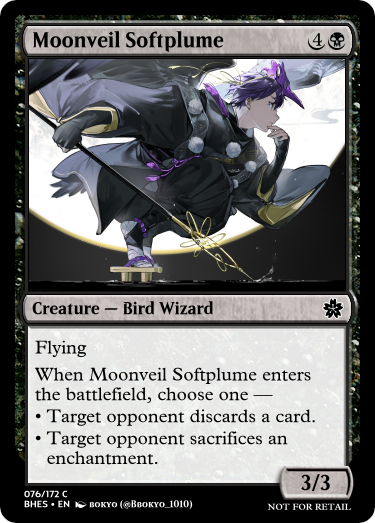 Moonveil Softplume 4
Creature — Bird Wizard
Flying
When Moonveil Softplume enters
the battlefield, choose one —
• Target opponent discards a card.
• Target opponent sacrifices an
enchantment.
3/3
076/172 C
BHES • EN BOKYO (@BBOKYO_1010)
NOT FOR RETAIL